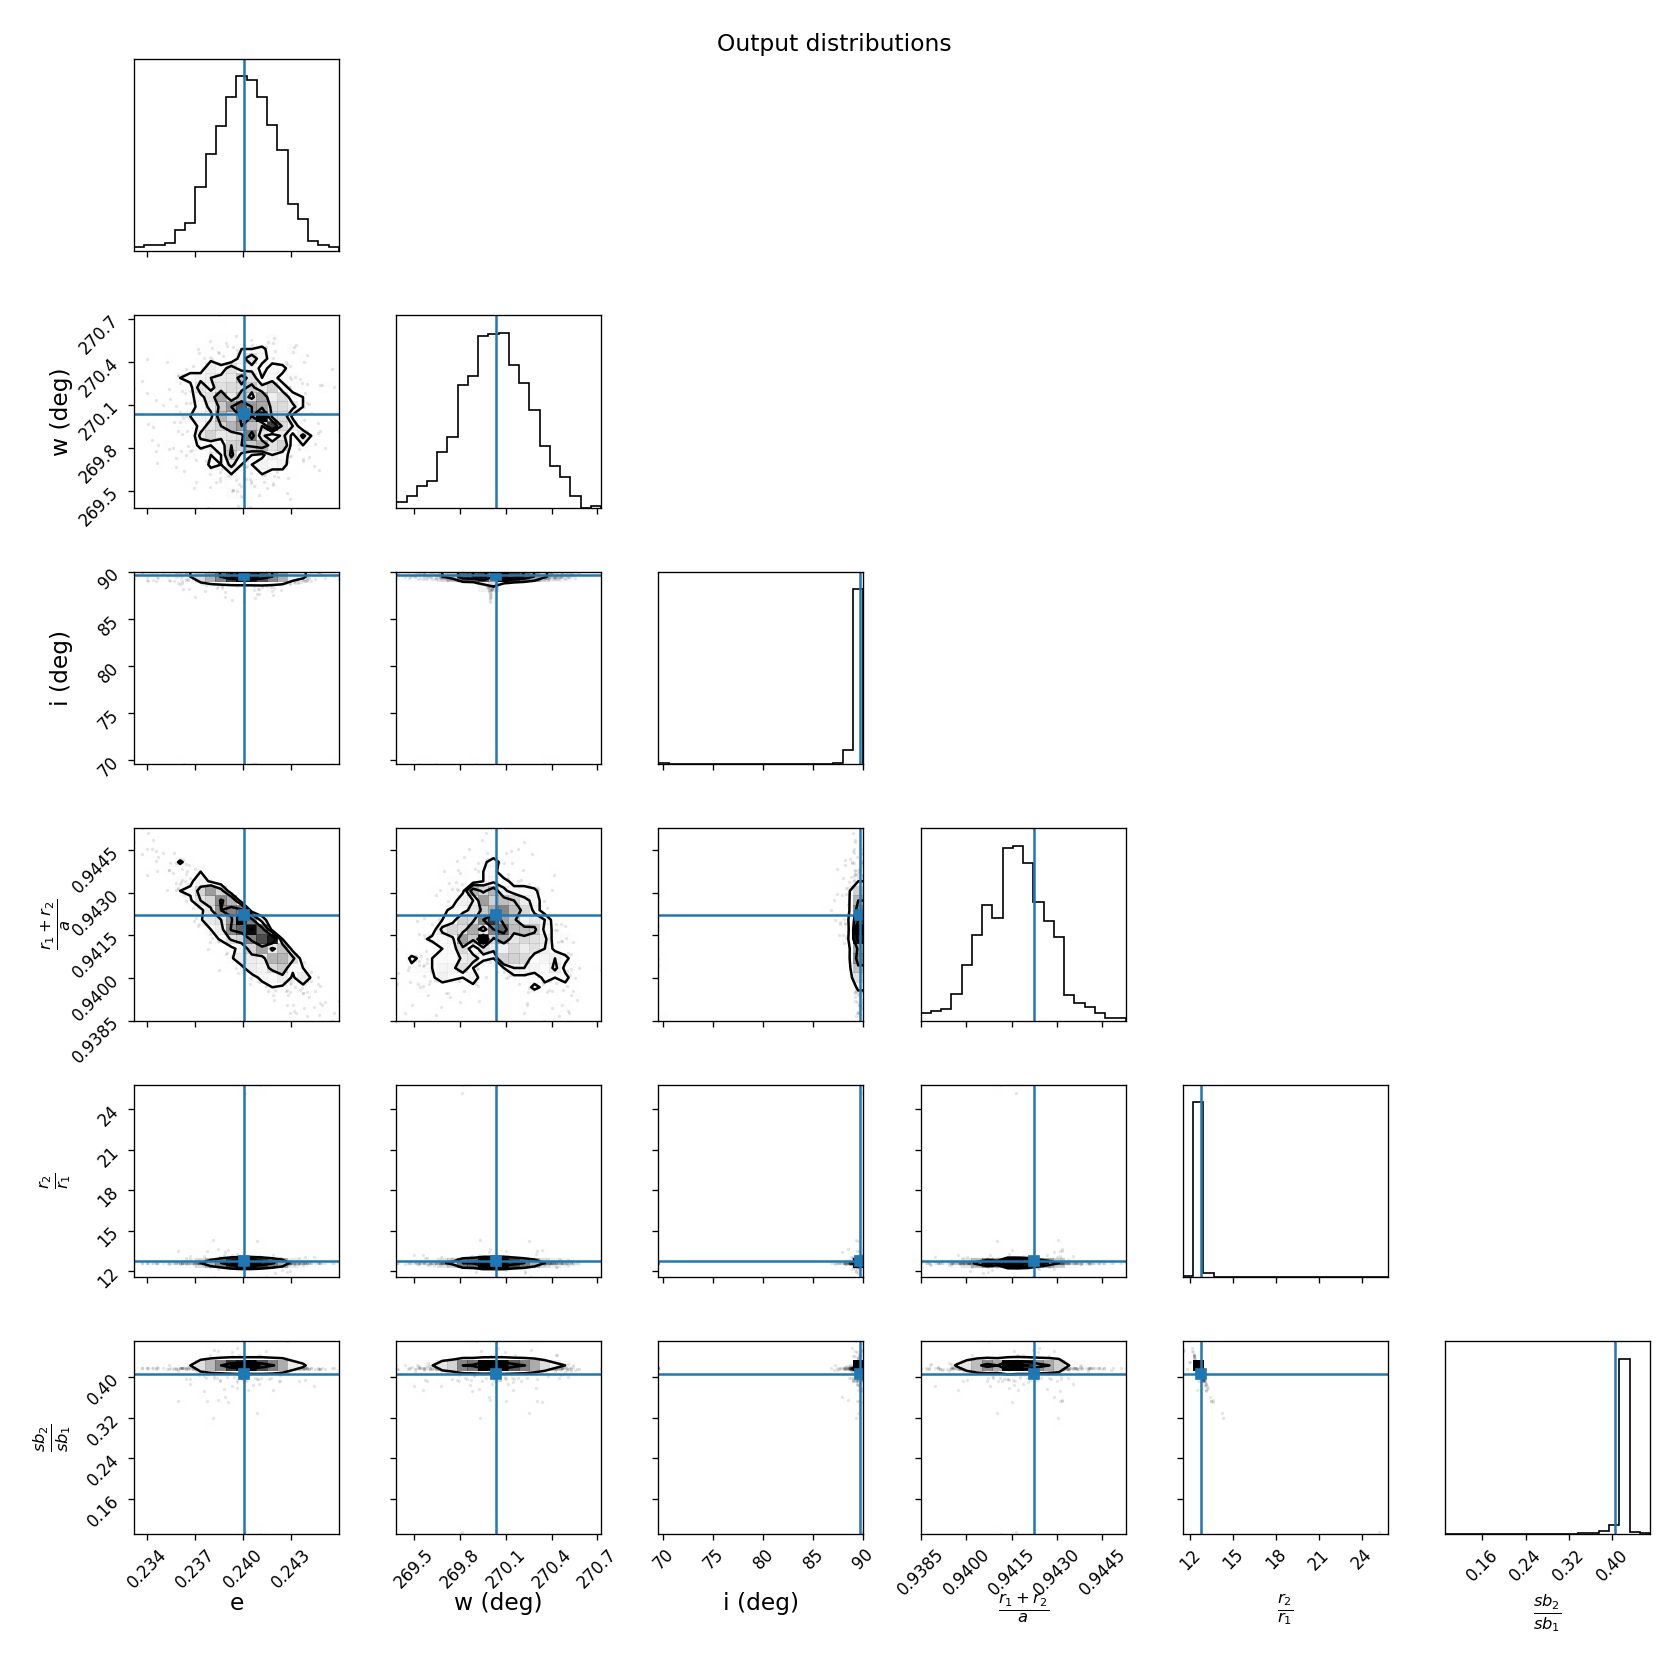 Output distributions
w (deg)
270.7
270.4
270.1
269.8
269.5
i (deg)
90
85
80
75
70
r₁ + r₂
a
0.9445
0.9430
0.9415
0.9400
0.9385
r₂
r₁
24
21
18
15
12
sb₂
sb₁
0.40
0.32
0.24
0.16
0.234 0.237 0.240 0.243
269.5 269.8 270.1 270.4 270.7
70 75 80 85 90
0.9385 0.9400 0.9415 0.9430 0.9445
12 15 18 21 24
0.16 0.24 0.32 0.40
e
w (deg)
i (deg)
r₁ + r₂
a
r₂
r₁
sb₂
sb₁